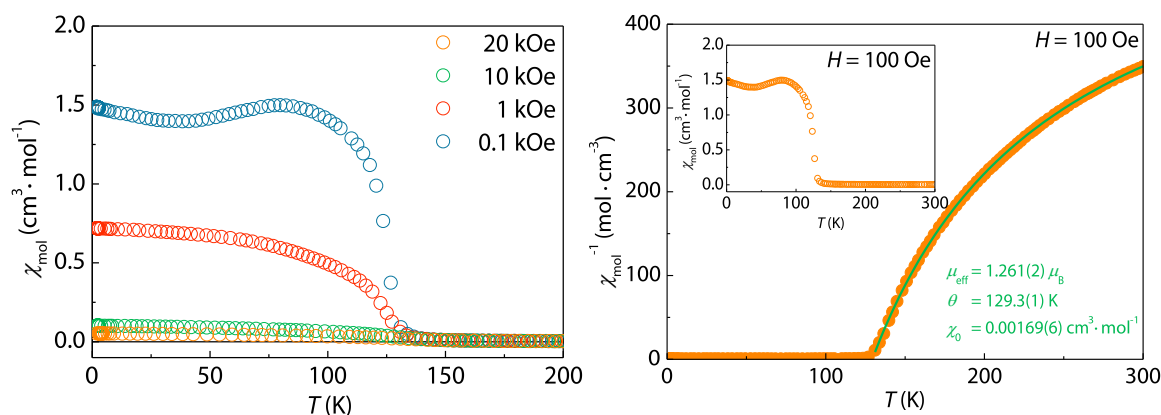 2.0
1.5
1.0
0.5
0.0
χmol (cm³· mol⁻¹)
20 kOe
10 kOe
1 kOe
0.1 kOe
0 50 100 150 200
T (K)
400
300
200
100
0
χmol⁻¹ (mol · cm⁻³)
H = 100 Oe
2.0
1.5
1.0
0.5
0.0
χmol (cm³· mol⁻¹)
H = 100 Oe
0 100 200 300
T (K)
μeff = 1.261(2) μB
θ = 129.3(1) K
χ₀ = 0.00169(6) cm³· mol⁻¹
0 100 200 300
T (K)